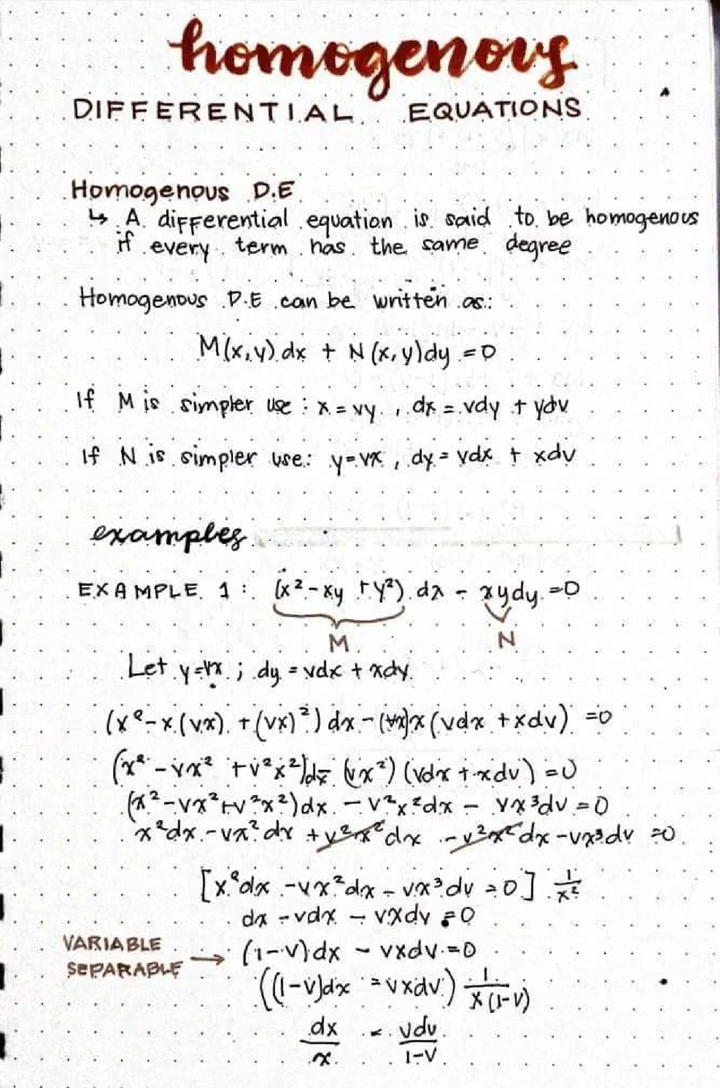 homogenous
DIFFERENTIAL EQUATIONS
Homogenous D.E
↳ A differential equation is said to be homogenous
if every term has the same degree
Homogenous D.E can be written as:
M(x,y) dx + N(x,y)dy = 0
If M is simpler use : x = vy , dx = vdy + ydv
If N is simpler use: y=vx , dy = vdx + xdv
examples
EXAMPLE 1 : (x² - xy + y²) dx - xydy = 0
M N
Let y=vx ; dy = vdx + xdy
(x² - x(vx) + (vx)²) dx - (vx)x (vdx + xdv) = 0
(x² - vx² + v²x²)dx - (vx²) (vdx + xdv) = 0
(x² - vx² + v²x²)dx - v²x²dx - vx³dv = 0
x²dx - vx²dx + v²x²dx - v²x²dx - vx³dv = 0
[x²dx - vx²dx - vx³dv = 0] 1/x²
dx - vdx - vxdv = 0
VARIABLE SEPARABLE → (1-v)dx - vxdv = 0
((1-v)dx = vxdv) 1/x(1-v)
dx/x = vdv/1-v